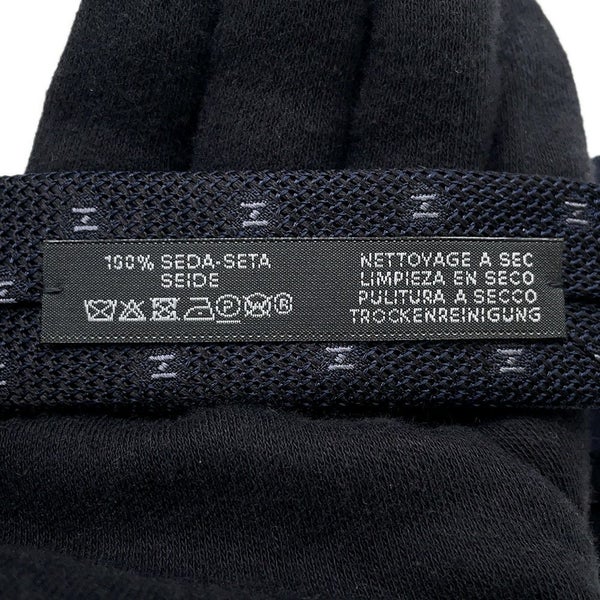 100% SEDA-SETA
SEIDE
P
W
R
NETTOYAGE A SEC
LIMPIEZA EN SECO
PULITURA A SECCO
TROCKENREINIGUNG